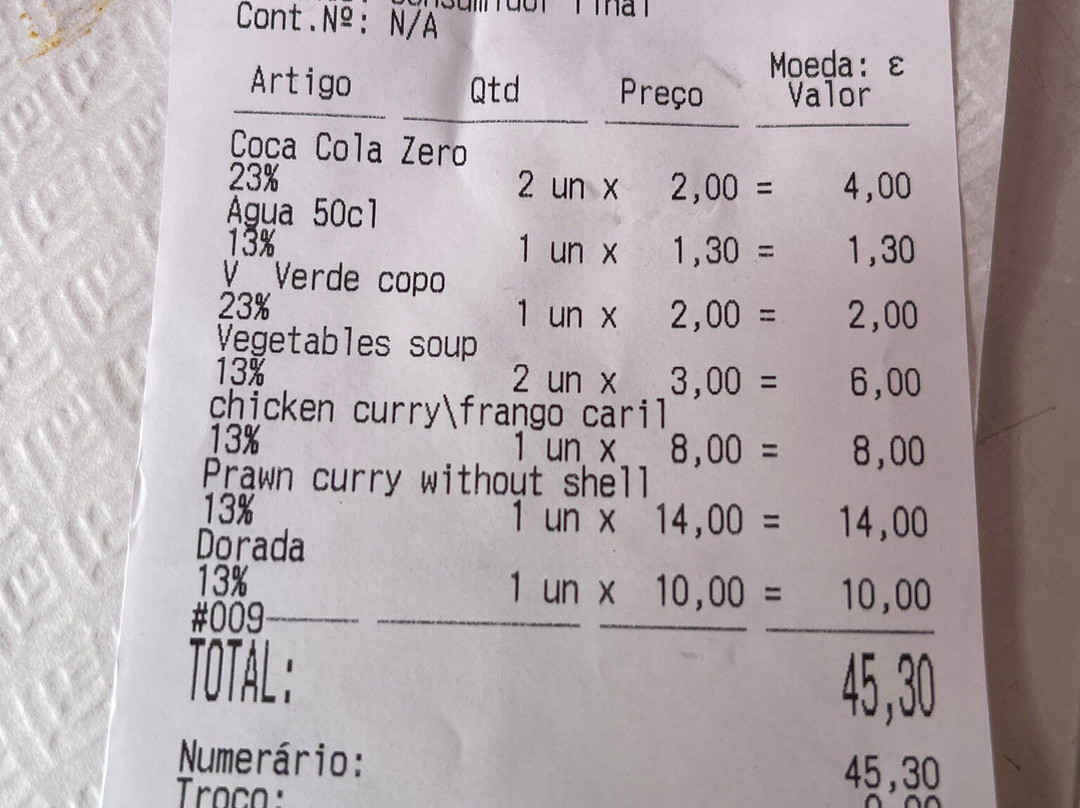 Consumidor Final
Cont.Nº: N/A
Moeda: €
Artigo Qtd Preço Valor
Coca Cola Zero
23% 2 un x 2,00 = 4,00
Agua 50cl
13% 1 un x 1,30 = 1,30
V Verde copo
23% 1 un x 2,00 = 2,00
Vegetables soup
13% 2 un x 3,00 = 6,00
chicken curry\frango caril
13% 1 un x 8,00 = 8,00
Prawn curry without shell
13% 1 un x 14,00 = 14,00
Dorada
13% 1 un x 10,00 = 10,00
#009
TOTAL: 45,30
Numerário: 45,30
Troco: 0,00